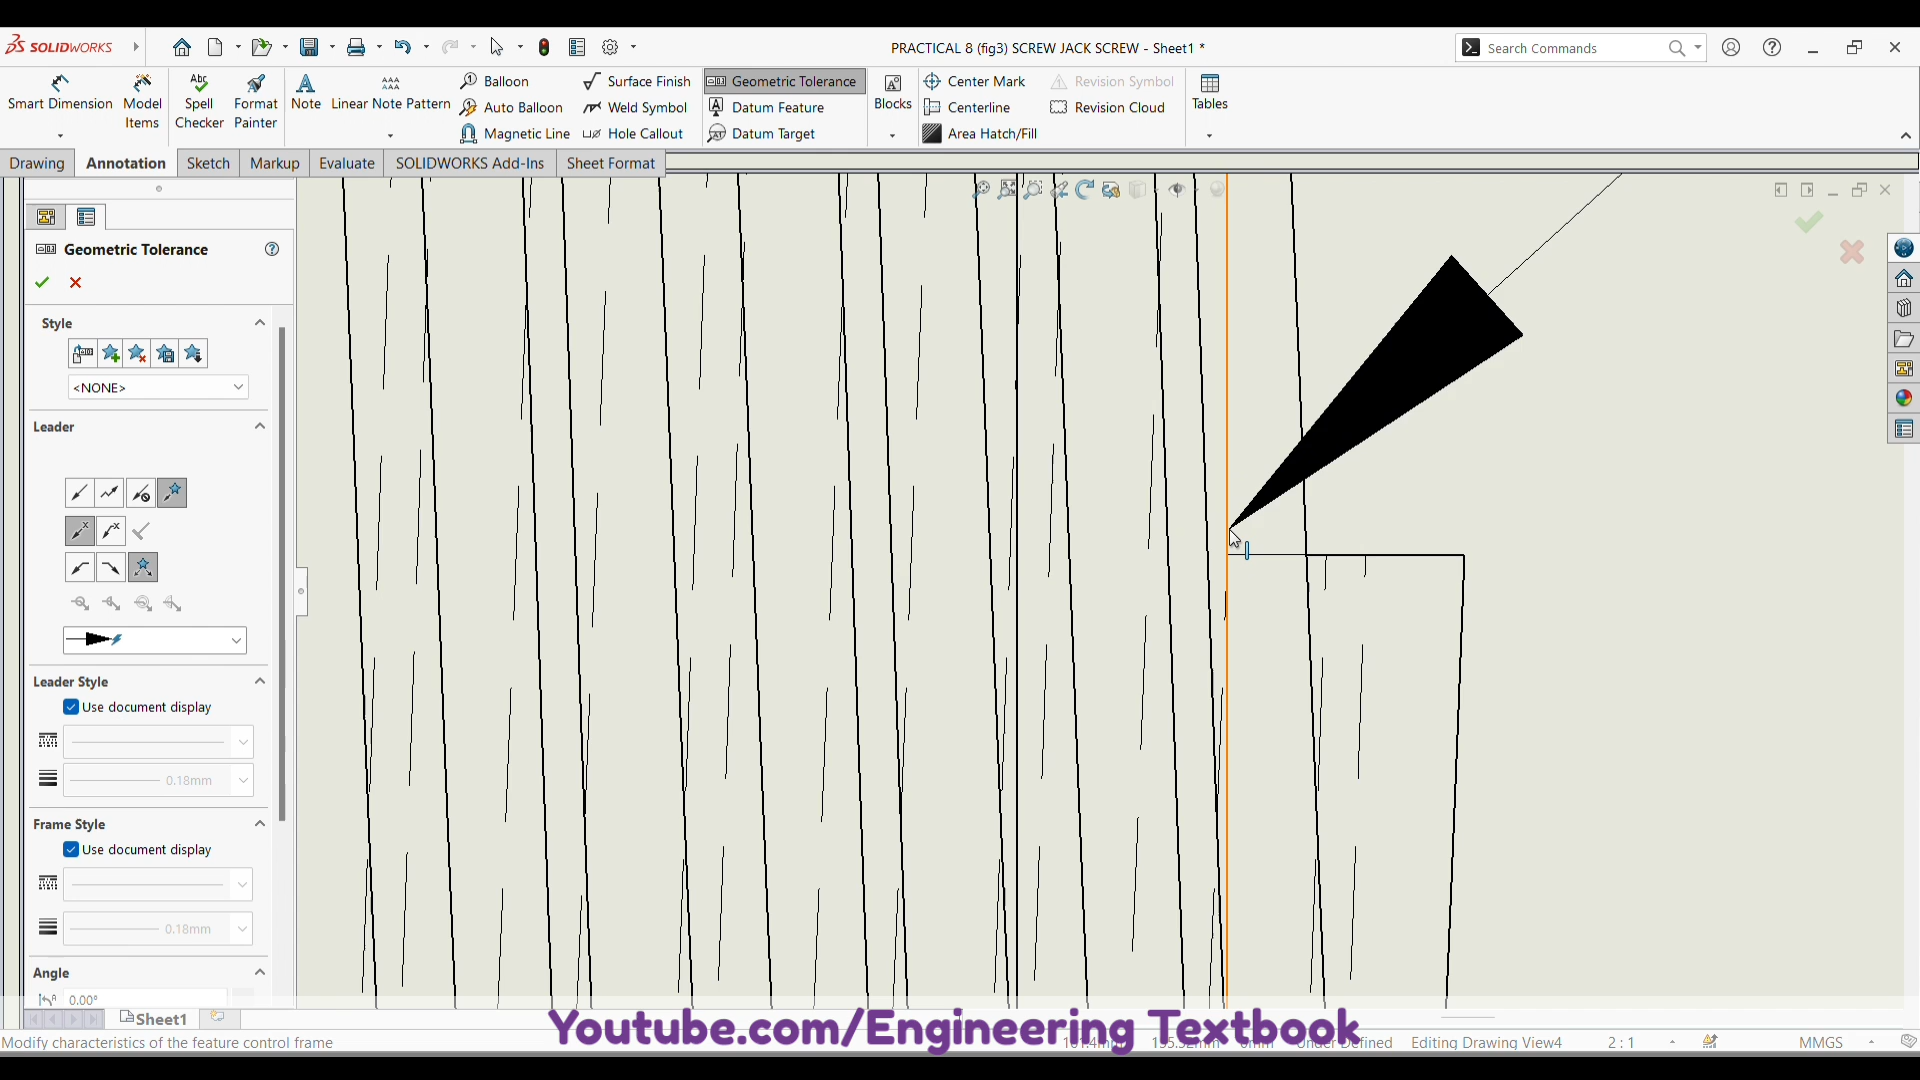 SOLIDWORKS
PRACTICAL 8 (fig3) SCREW JACK SCREW - Sheet1 *
Search Commands
Smart Dimension
Model Items
Spell Checker
Format Painter
Note
Linear Note Pattern
Balloon
Auto Balloon
Magnetic Line
Surface Finish
Weld Symbol
Hole Callout
Geometric Tolerance
Datum Feature
Datum Target
Blocks
Center Mark
Centerline
Area Hatch/Fill
Revision Symbol
Revision Cloud
Tables
Drawing
Annotation
Sketch
Markup
Evaluate
SOLIDWORKS Add-Ins
Sheet Format
Geometric Tolerance
Style
<NONE>
Leader
Leader Style
Use document display
0.18mm
Frame Style
Use document display
0.18mm
Angle
0.00°
Sheet1
Youtube.com/Engineering Textbook
Modify characteristics of the feature control frame
Under Defined
Editing Drawing View4
2 : 1
MMGS